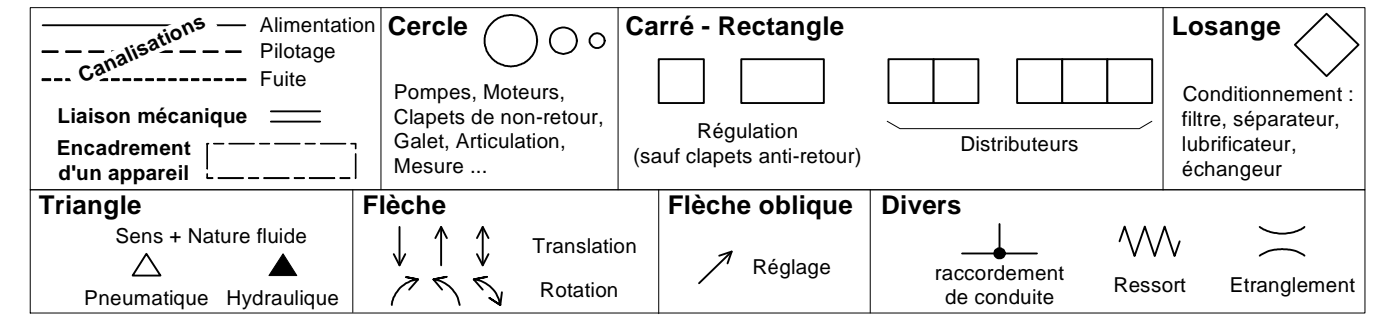 Canalisations
Alimentation
Pilotage
Fuite
Liaison mécanique
Encadrement
d'un appareil
Cercle
Pompes, Moteurs,
Clapets de non-retour,
Galet, Articulation,
Mesure ...
Carré - Rectangle
Régulation
(sauf clapets anti-retour)
Distributeurs
Losange
Conditionnement :
filtre, séparateur,
lubrificateur,
échangeur
Triangle
Sens + Nature fluide
Pneumatique Hydraulique
Flèche
Translation
Rotation
Flèche oblique
Réglage
Divers
raccordement
de conduite
Ressort
Etranglement